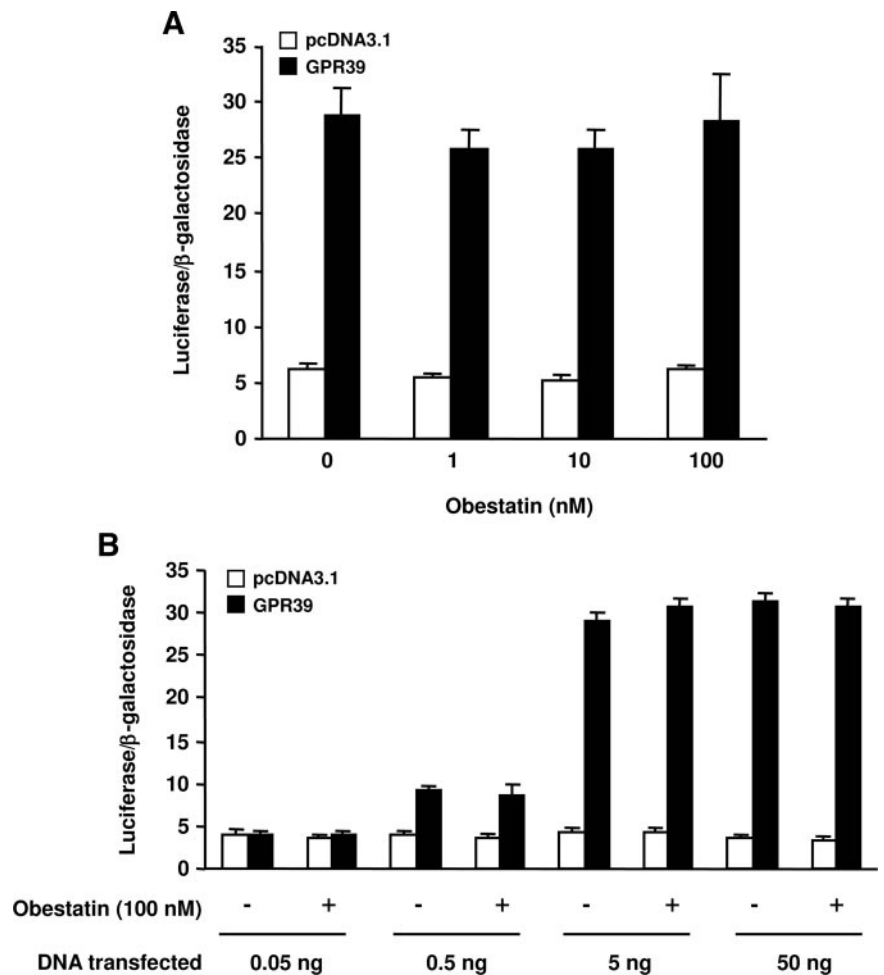 A
pcDNA3.1
GPR39
35
30
25
20
15
10
5
0
Luciferase/β-galactosidase
0 1 10 100
Obestatin (nM)
B
pcDNA3.1
GPR39
35
30
25
20
15
10
5
0
Luciferase/β-galactosidase
Obestatin (100 nM) - + - + - + - +
DNA transfected 0.05 ng 0.5 ng 5 ng 50 ng